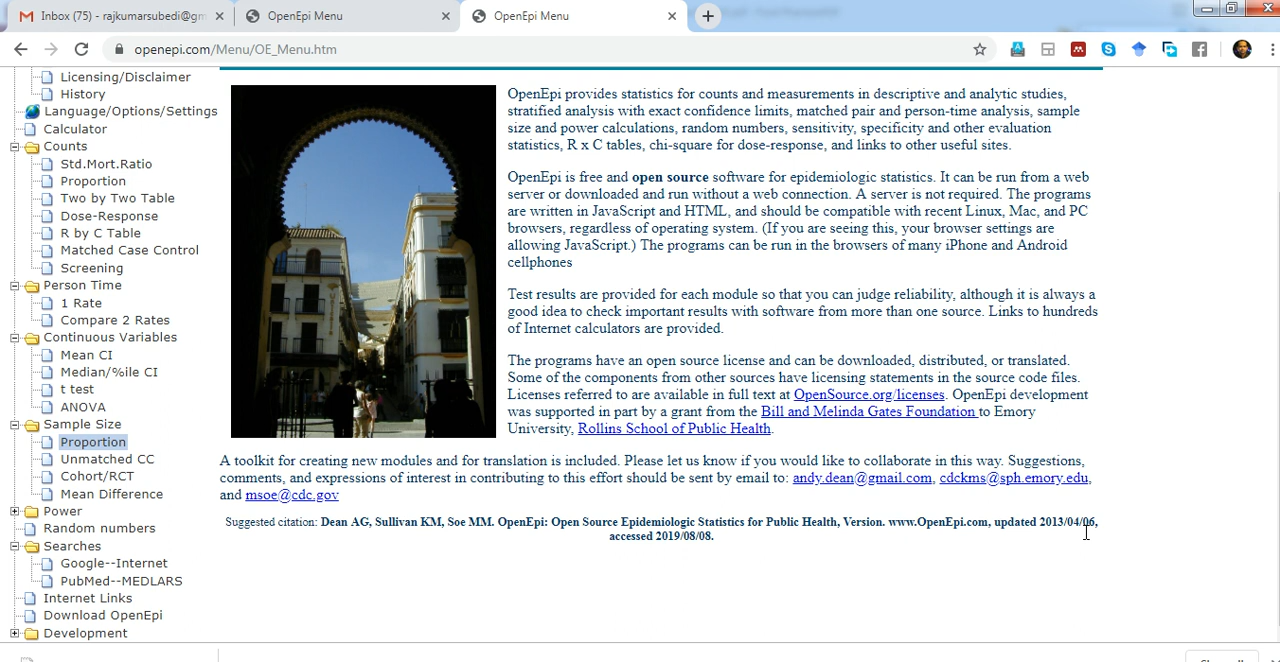 Inbox (75) - rajkumarsubedi@gm
OpenEpi Menu
OpenEpi Menu
openepi.com/Menu/OE_Menu.htm
Licensing/Disclaimer
History
Language/Options/Settings
Calculator
Counts
Std.Mort.Ratio
Proportion
Two by Two Table
Dose-Response
R by C Table
Matched Case Control
Screening
Person Time
1 Rate
Compare 2 Rates
Continuous Variables
Mean CI
Median/%ile CI
t test
ANOVA
Sample Size
Proportion
Unmatched CC
Cohort/RCT
Mean Difference
Power
Random numbers
Searches
Google--Internet
PubMed--MEDLARS
Internet Links
Download OpenEpi
Development
OpenEpi provides statistics for counts and measurements in descriptive and analytic studies,
stratified analysis with exact confidence limits, matched pair and person-time analysis, sample
size and power calculations, random numbers, sensitivity, specificity and other evaluation
statistics, R x C tables, chi-square for dose-response, and links to other useful sites.
OpenEpi is free and open source software for epidemiologic statistics. It can be run from a web
server or downloaded and run without a web connection. A server is not required. The programs
are written in JavaScript and HTML, and should be compatible with recent Linux, Mac, and PC
browsers, regardless of operating system. (If you are seeing this, your browser settings are
allowing JavaScript.) The programs can be run in the browsers of many iPhone and Android
cellphones
Test results are provided for each module so that you can judge reliability, although it is always a
good idea to check important results with software from more than one source. Links to hundreds
of Internet calculators are provided.
The programs have an open source license and can be downloaded, distributed, or translated.
Some of the components from other sources have licensing statements in the source code files.
Licenses referred to are available in full text at OpenSource.org/licenses. OpenEpi development
was supported in part by a grant from the Bill and Melinda Gates Foundation to Emory
University, Rollins School of Public Health.
A toolkit for creating new modules and for translation is included. Please let us know if you would like to collaborate in this way. Suggestions,
comments, and expressions of interest in contributing to this effort should be sent by email to: andy.dean@gmail.com, cdckms@sph.emory.edu,
and msoe@cdc.gov
Suggested citation: Dean AG, Sullivan KM, Soe MM. OpenEpi: Open Source Epidemiologic Statistics for Public Health, Version. www.OpenEpi.com, updated 2013/04/06,
accessed 2019/08/08.